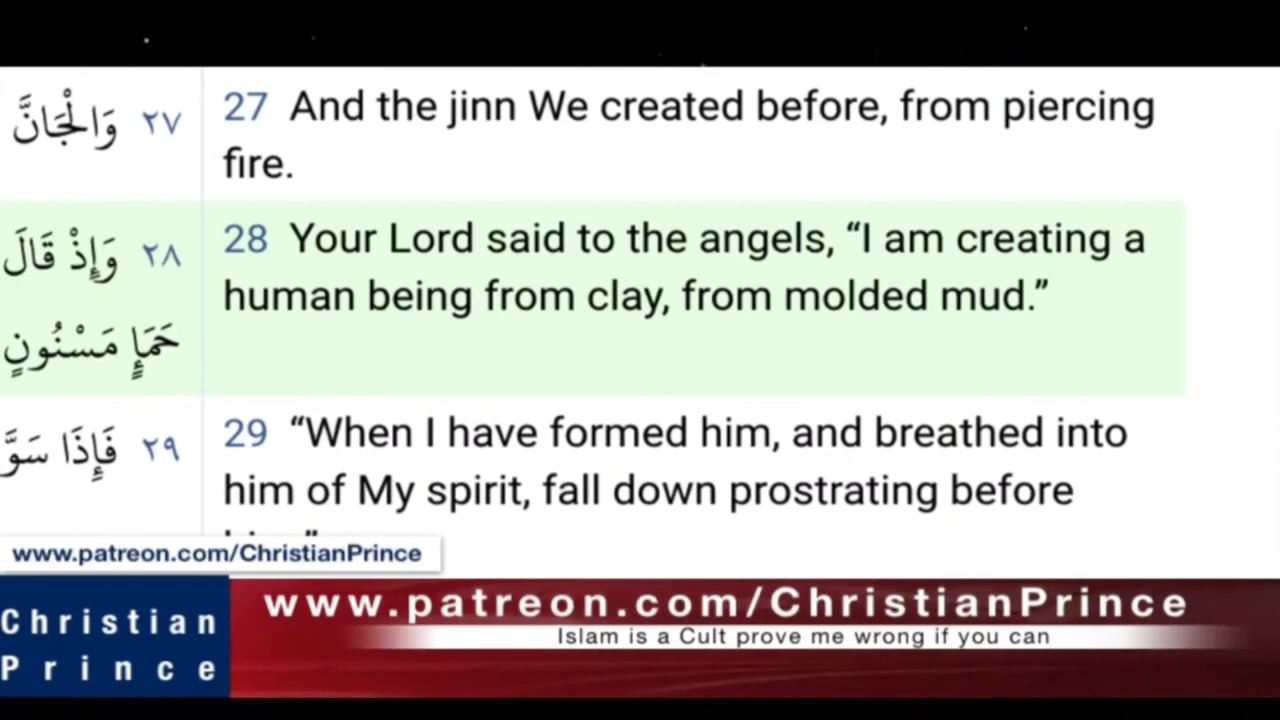 وَالْجَانَّ ٢٧
27 And the jinn We created before, from piercing
fire.
وَإِذْ قَالَ ٢٨
حَمَإٍ مَسْنُونٍ
28 Your Lord said to the angels, “I am creating a
human being from clay, from molded mud.”
فَإِذَا سَوَّ ٢٩
29 “When I have formed him, and breathed into
him of My spirit, fall down prostrating before
www.patreon.com/ChristianPrince
Christian
Prince
www.patreon.com/ChristianPrince
Islam is a Cult prove me wrong if you can